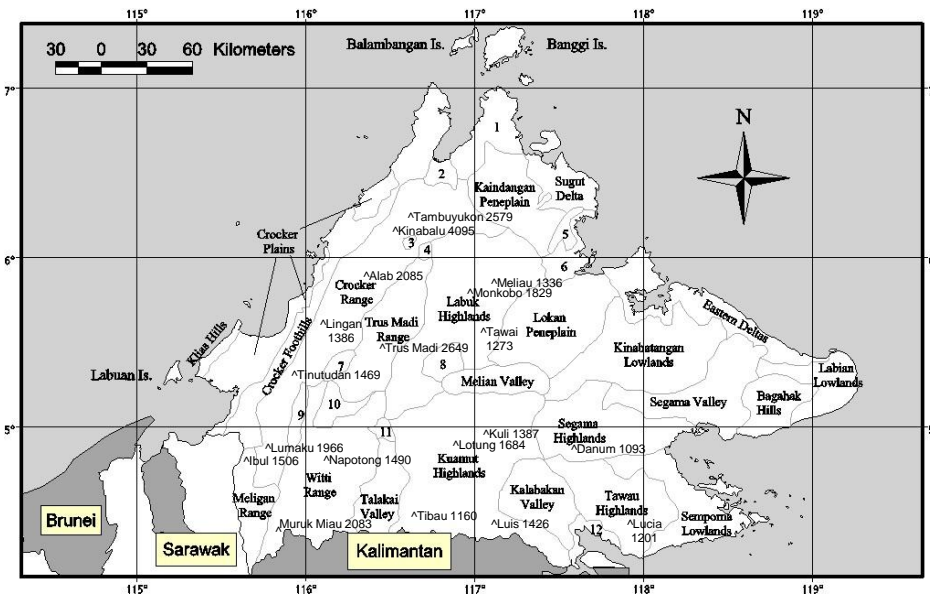 115°
116°
117°
118°
119°
30 0 30 60 Kilometers
Balambangan Is.
Banggi Is.
7°
N
1
2
Kaindangan
Peneplain
Sugut
Delta
^Tambuyukon 2579
^Kinabalu 4095
5
Crocker
Plains
3
4
6°
6
^Alab 2085
^Meliau 1336
Crocker
Range
^Monkobo 1829
Labuk
Highlands
Lokan
Peneplain
Eastern Deltas
^Lingan
1386
Trus Madi
Range
^Tawai
1273
Klias Hills
Crocker Foothills
^Trus Madi 2649
Kinabatangan
Lowlands
Labuan Is.
7
8
^Tinutudan 1469
Melian Valley
Labian
Lowlands
Segama Valley
Bagahak
Hills
10
9
5°
11
^Kuli 1387
Segama
Highlands
^Lumaku 1966
^Lotung 1684
^Danum 1093
^Ibul 1506
^Napotong 1490
Kuamut
Highlands
Witti
Range
Meligan
Range
Talakai
Valley
Kalabakan
Valley
Tawau
Highlands
Brunei
^Tibau 1160
^Muruk Miau 2083
^Luis 1426
12
^Lucia
1201
Semporna
Lowlands
Sarawak
Kalimantan
115°
116°
117°
118°
119°